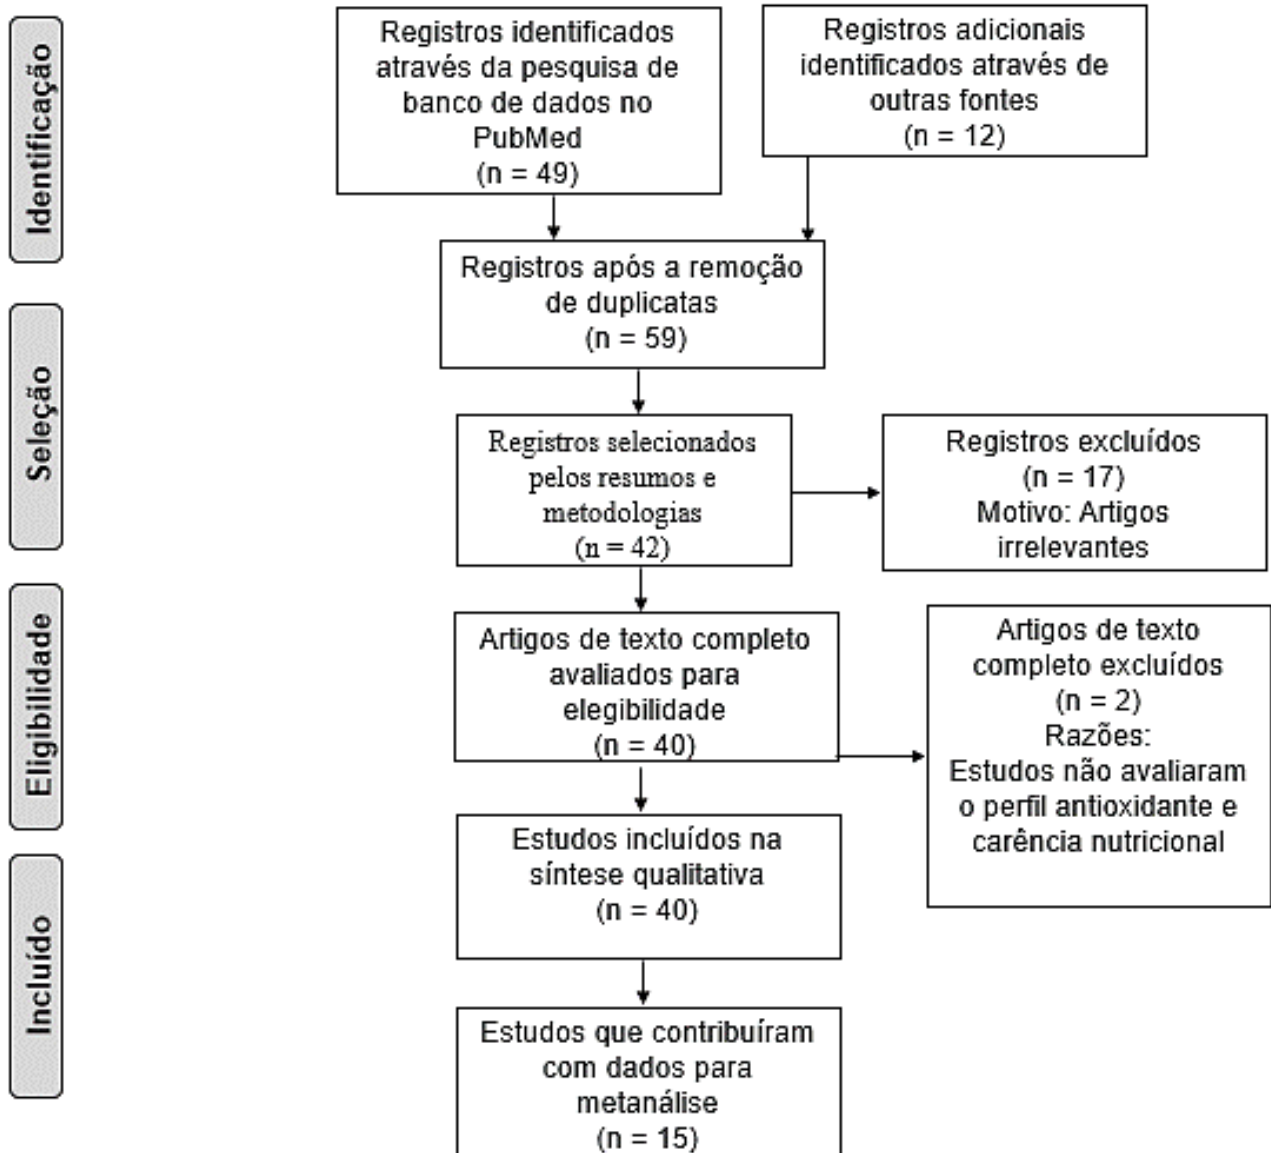 Identificação
Registros identificados
através da pesquisa de
banco de dados no
PubMed
(n = 49)
Registros adicionais
identificados através de
outras fontes
(n = 12)
Registros após a remoção
de duplicatas
(n = 59)
Seleção
Registros selecionados
pelos resumos e
metodologias
(n = 42)
Registros excluídos
(n = 17)
Motivo: Artigos
irrelevantes
Eligibilidade
Artigos de texto completo
avaliados para
elegibilidade
(n = 40)
Artigos de texto
completo excluídos
(n = 2)
Razões:
Estudos não avaliaram
o perfil antioxidante e
carência nutricional
Incluído
Estudos incluídos na
síntese qualitativa
(n = 40)
Estudos que contribuíram
com dados para
metanálise
(n = 15)